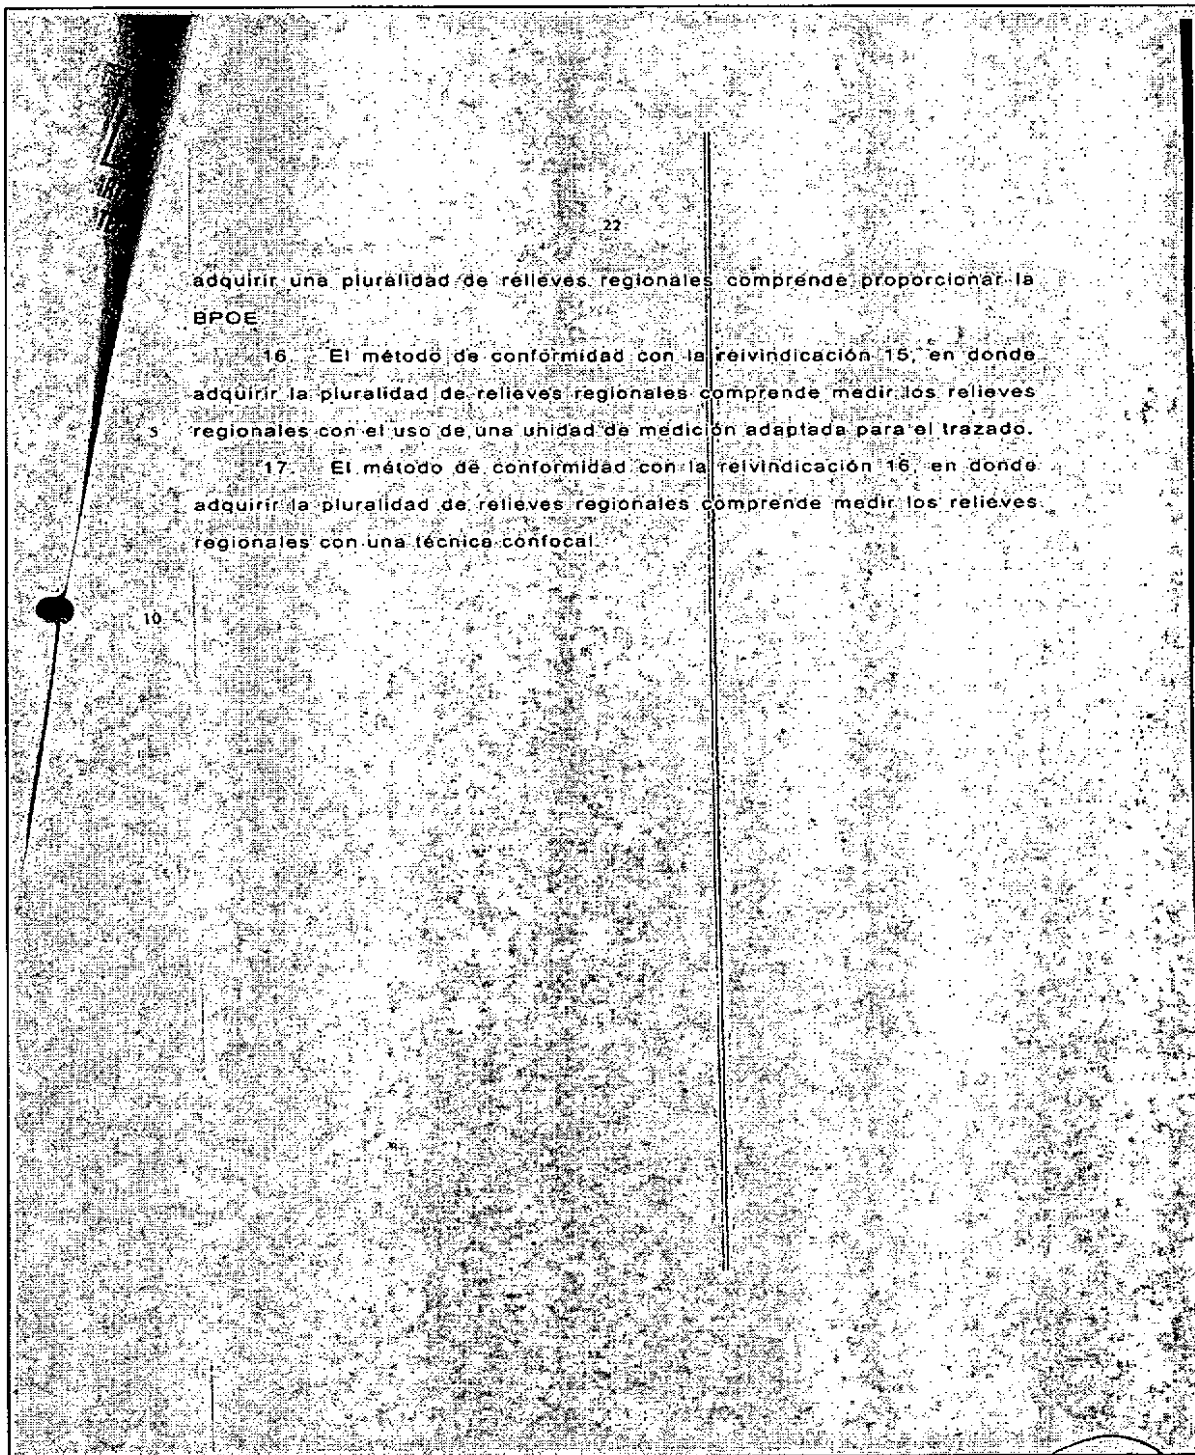 22
adquirir una pluralidad de relieves regionales comprende proporcionar la
BPOE
16. El método de conformidad con la reivindicación 15, en donde
adquirir la pluralidad de relieves regionales comprende medir los relieves
5 regionales con el uso de una unidad de medición adaptada para el trazado.
17. El método de conformidad con la reivindicación 16, en donde
adquirir la pluralidad de relieves regionales comprende medir los relieves
regionales con una técnica confocal.
10